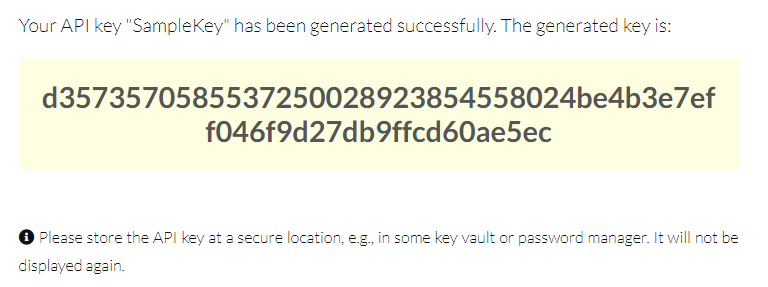 Your API key "SampleKey" has been generated successfully. The generated key is:
d3573570585537250028923854558024be4b3e7ef
f046f9d27db9ffcd60ae5ec
Please store the API key at a secure location, e.g., in some key vault or password manager. It will not be
displayed again.